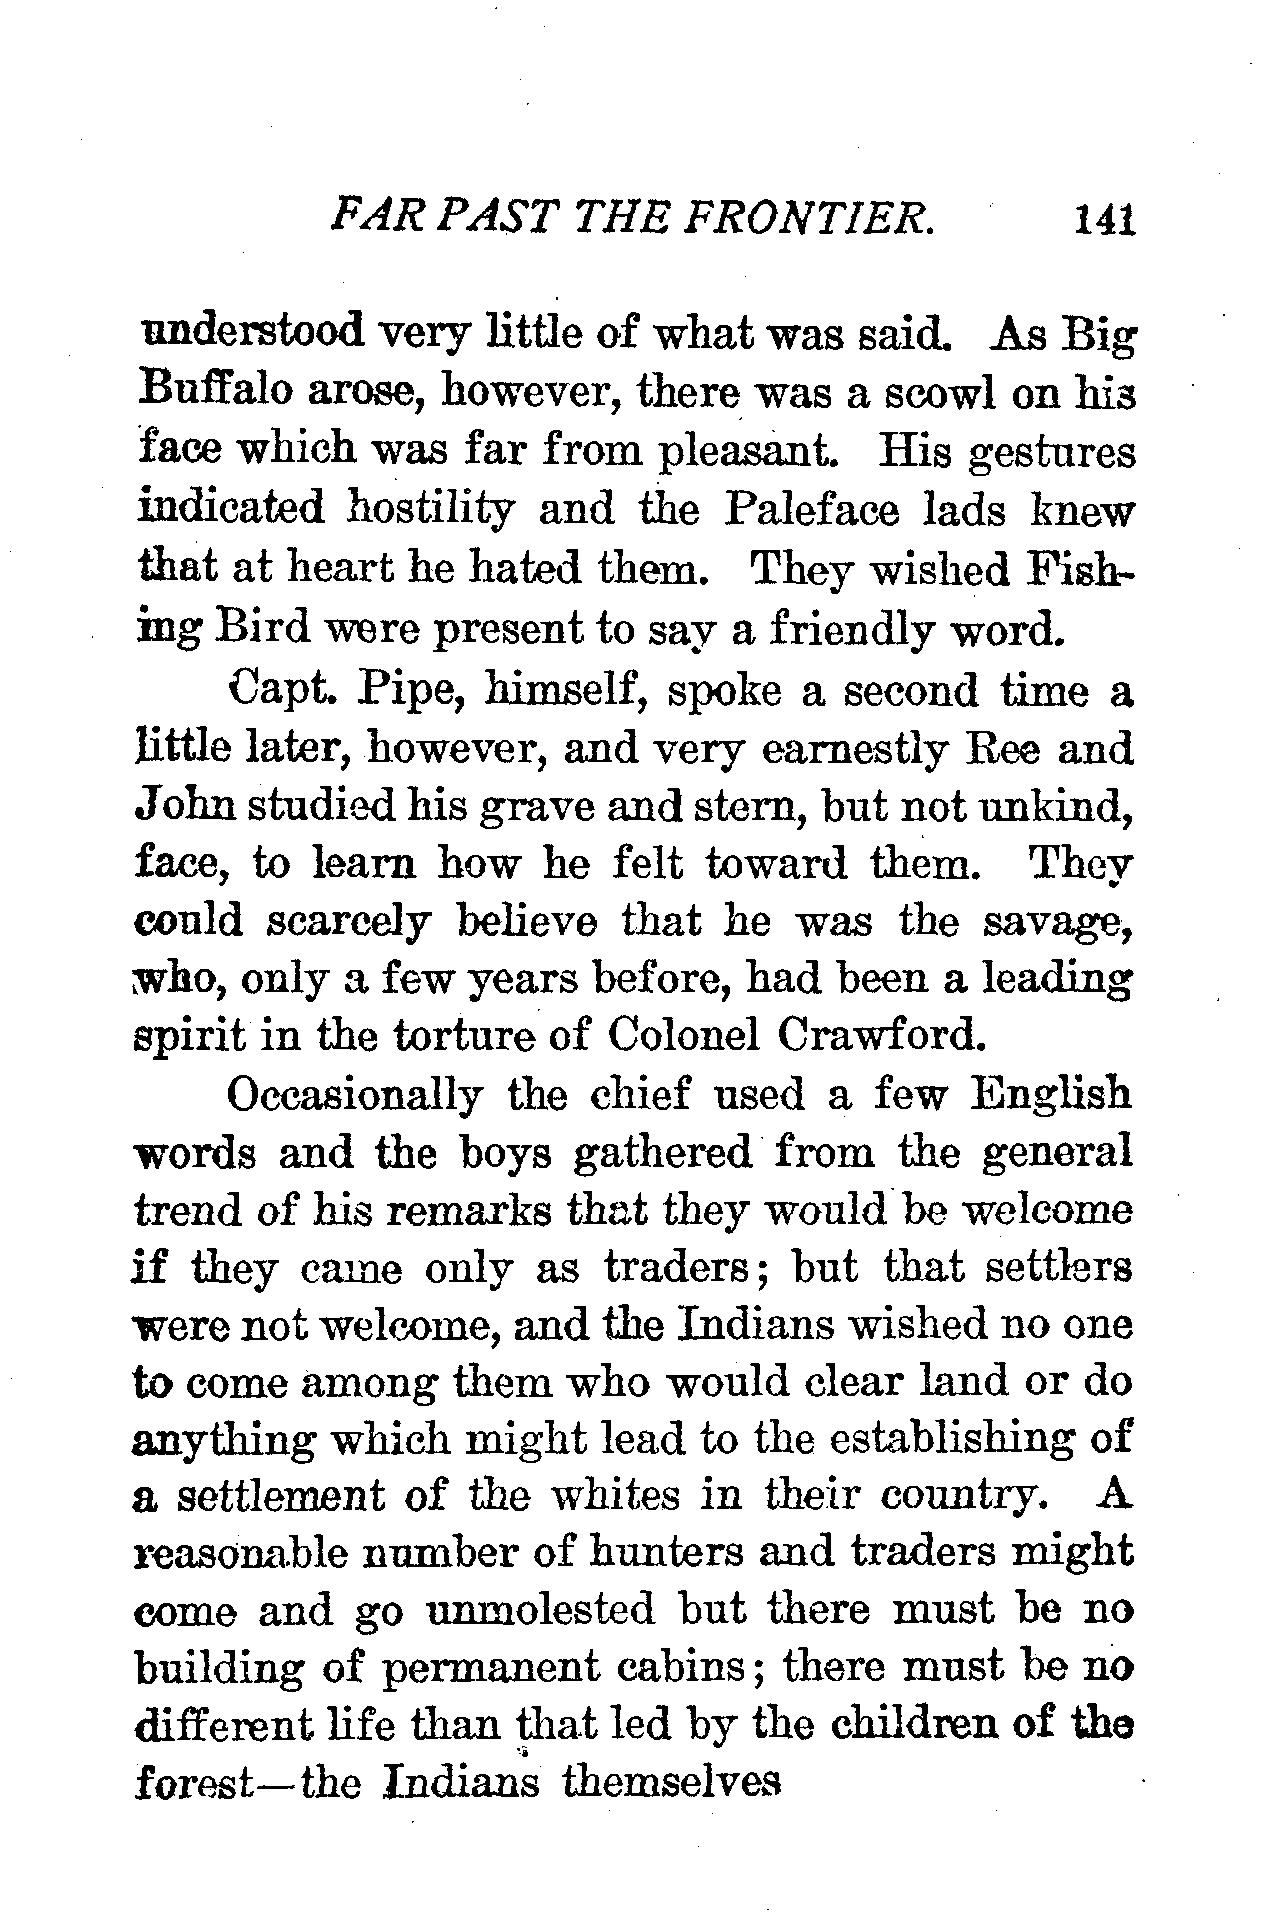 FAR PAST THE FRONTIER. 141
understood very little of what was said. As Big
Buffalo arose, however, there was a scowl on his
face which was far from pleasant. His gestures
indicated hostility and the Paleface lads knew
that at heart he hated them. They wished Fish-
ing Bird were present to say a friendly word.
Capt. Pipe, himself, spoke a second time a
little later, however, and very earnestly Ree and
John studied his grave and stern, but not unkind,
face, to learn how he felt toward them. They
could scarcely believe that he was the savage,
who, only a few years before, had been a leading
spirit in the torture of Colonel Crawford.
Occasionally the chief used a few English
words and the boys gathered from the general
trend of his remarks that they would be welcome
if they came only as traders; but that settlers
were not welcome, and the Indians wished no one
to come among them who would clear land or do
anything which might lead to the establishing of
a settlement of the whites in their country. A
reasonable number of hunters and traders might
come and go unmolested but there must be no
building of permanent cabins; there must be no
different life than that led by the children of the
forest—the Indians themselves